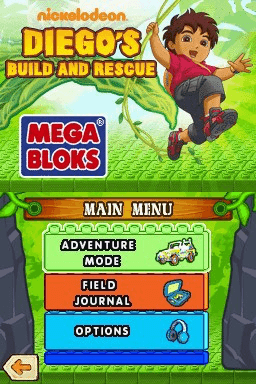 nickelodeon
DIEGO'S
BUILD AND RESCUE
MEGA
BLOKS
MAIN MENU
ADVENTURE
MODE
FIELD
JOURNAL
OPTIONS